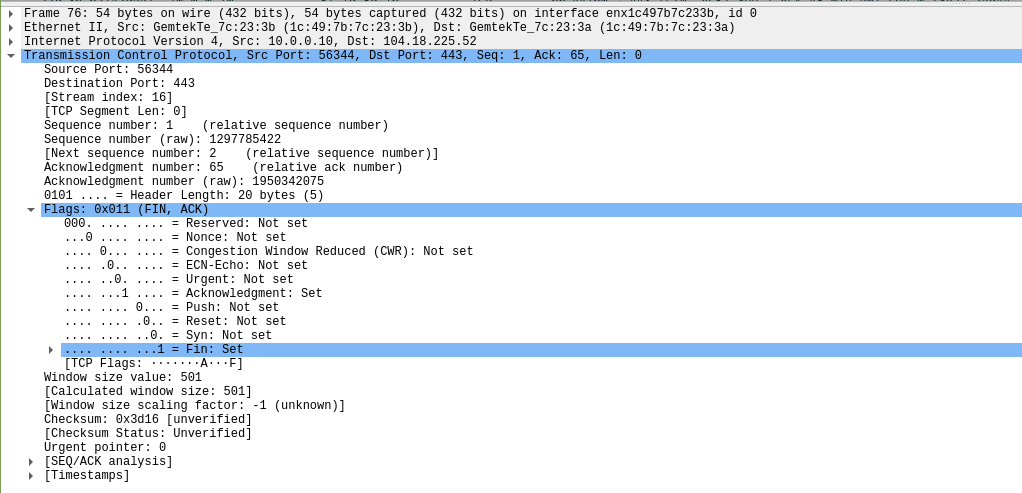 Frame 76: 54 bytes on wire (432 bits), 54 bytes captured (432 bits) on interface enx1c497b7c233b, id 0
Ethernet II, Src: GemtekTe_7c:23:3b (1c:49:7b:7c:23:3b), Dst: GemtekTe_7c:23:3a (1c:49:7b:7c:23:3a)
Internet Protocol Version 4, Src: 10.0.0.10, Dst: 104.18.225.52
Transmission Control Protocol, Src Port: 56344, Dst Port: 443, Seq: 1, Ack: 65, Len: 0
Source Port: 56344
Destination Port: 443
[Stream index: 16]
[TCP Segment Len: 0]
Sequence number: 1    (relative sequence number)
Sequence number (raw): 1297785422
[Next sequence number: 2    (relative sequence number)]
Acknowledgment number: 65    (relative ack number)
Acknowledgment number (raw): 1950342075
0101 .... = Header Length: 20 bytes (5)
Flags: 0x011 (FIN, ACK)
000. .... .... = Reserved: Not set
...0 .... .... = Nonce: Not set
.... 0... .... = Congestion Window Reduced (CWR): Not set
.... .0.. .... = ECN-Echo: Not set
.... ..0. .... = Urgent: Not set
.... ...1 .... = Acknowledgment: Set
.... .... 0... = Push: Not set
.... .... .0.. = Reset: Not set
.... .... ..0. = Syn: Not set
.... .... ...1 = Fin: Set
[TCP Flags: ·······A···F]
Window size value: 501
[Calculated window size: 501]
[Window size scaling factor: -1 (unknown)]
Checksum: 0x3d16 [unverified]
[Checksum Status: Unverified]
Urgent pointer: 0
[SEQ/ACK analysis]
[Timestamps]